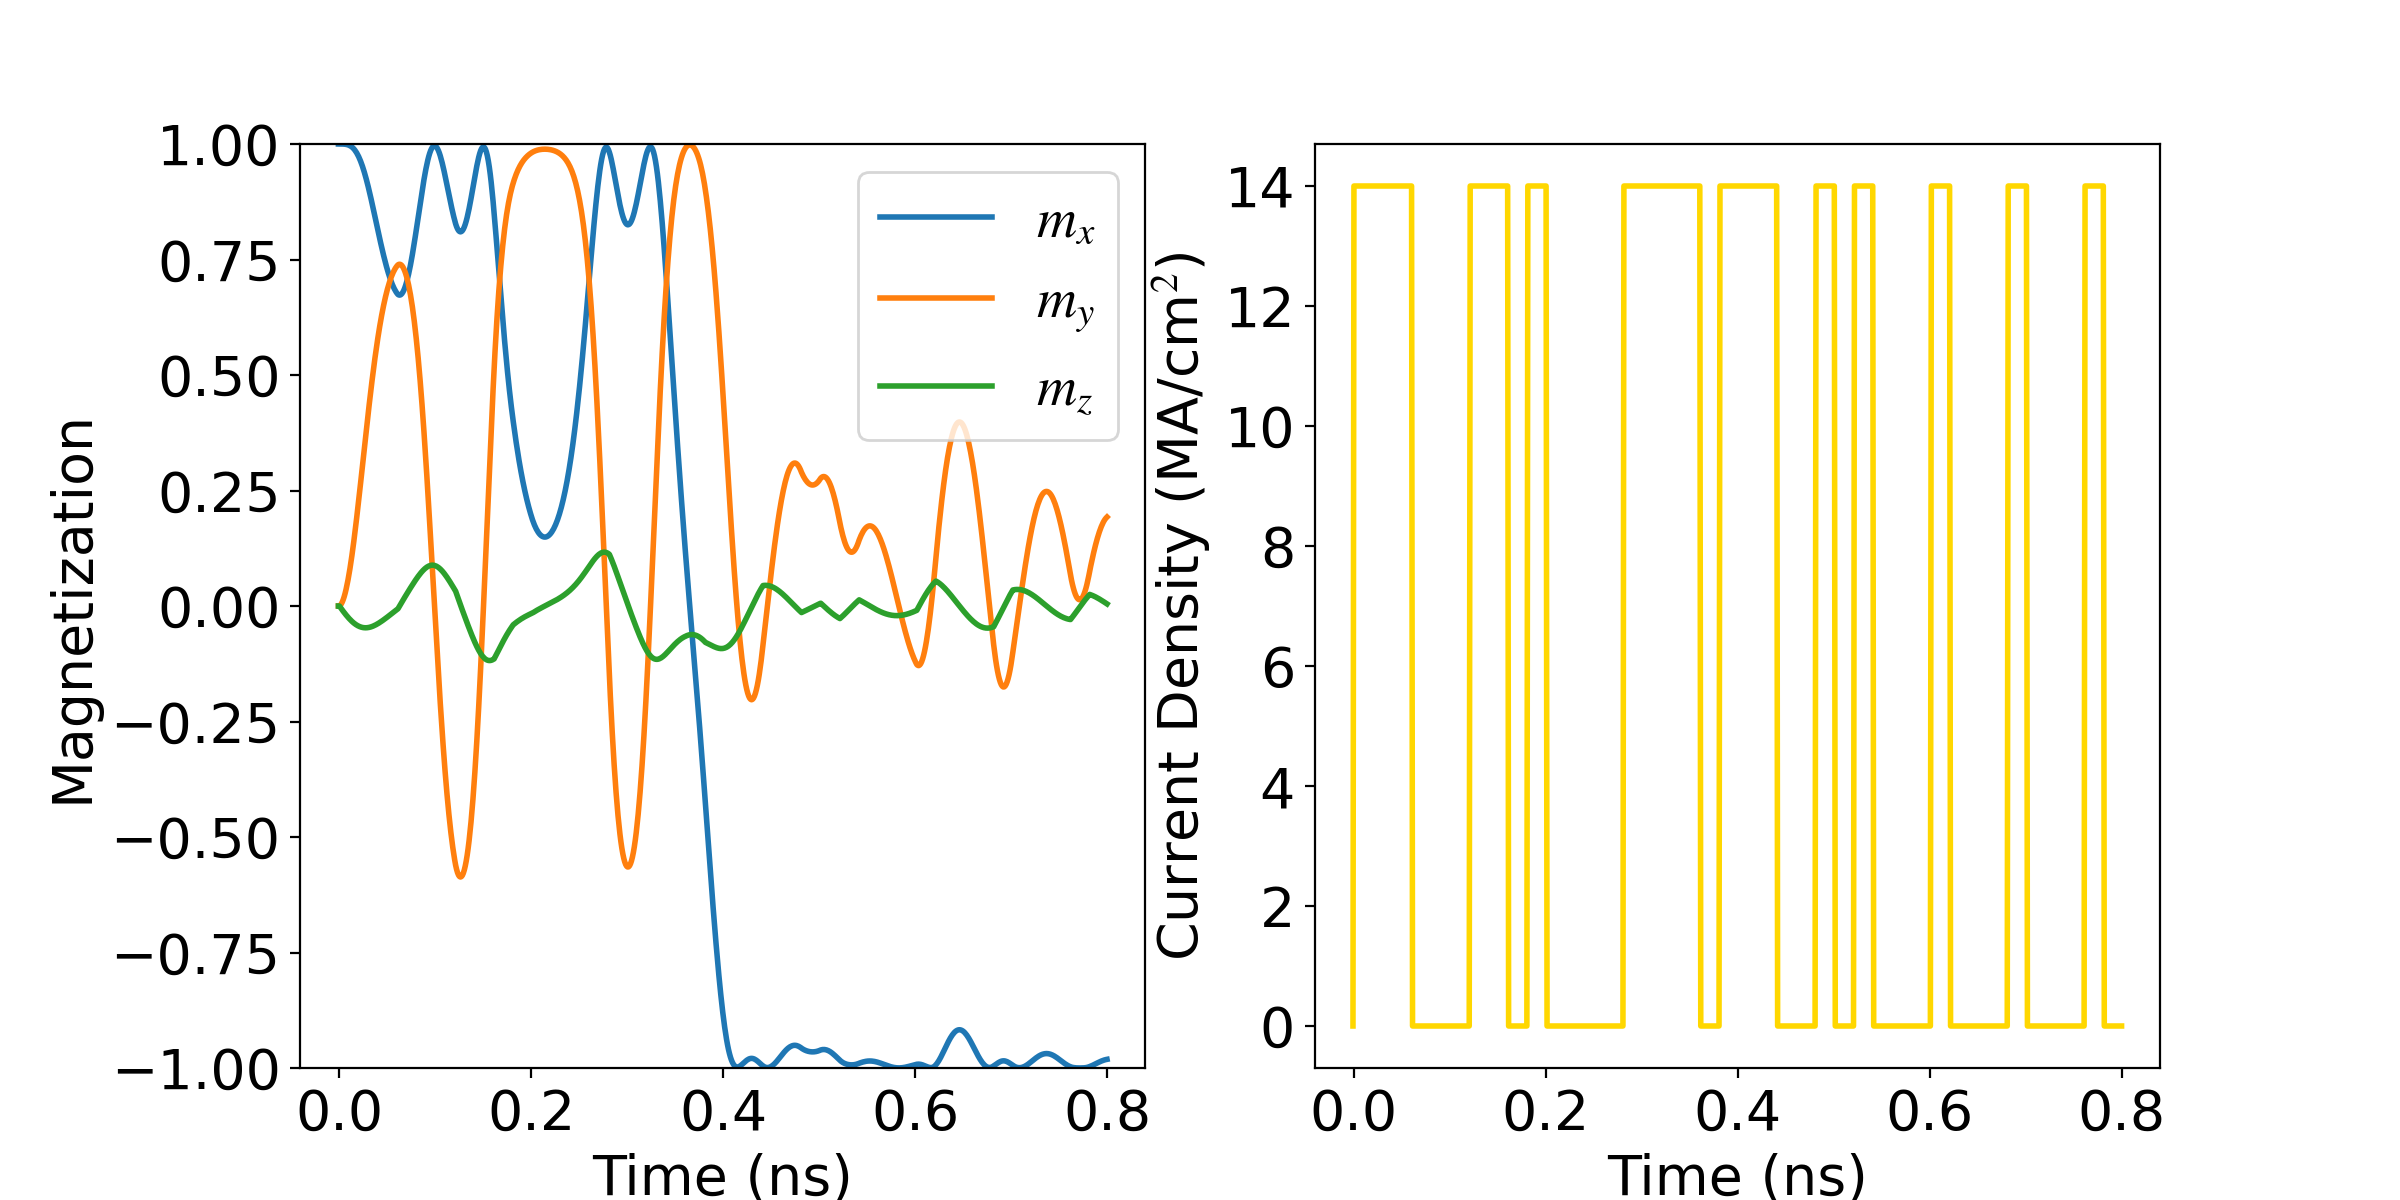 Magnetization
1.00
0.75
0.50
0.25
0.00
−0.25
−0.50
−0.75
−1.00
0.0 0.2 0.4 0.6 0.8
Time (ns)
m_x
m_y
m_z
Current Density (MA/cm²)
14
12
10
8
6
4
2
0
0.0 0.2 0.4 0.6 0.8
Time (ns)